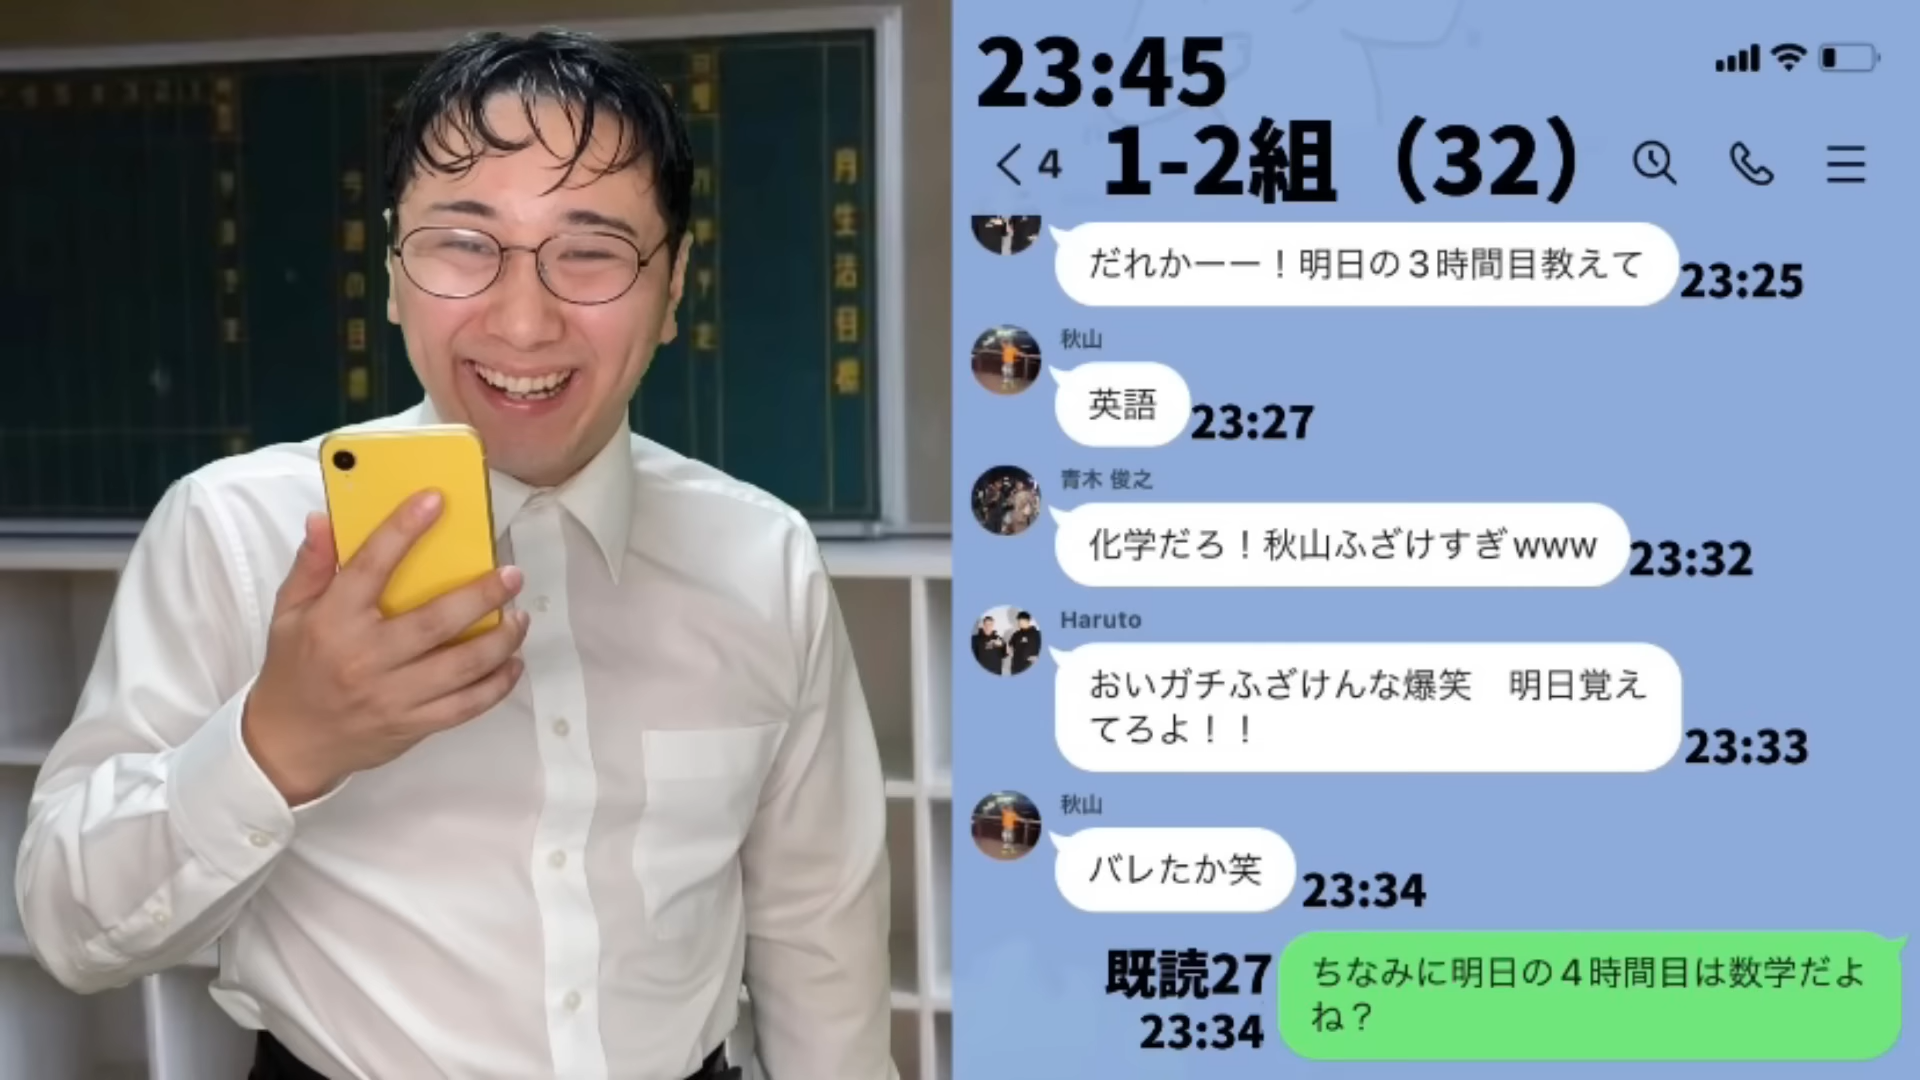 月生活目標
今週の目標
23:45
4
1-2組（32）
だれかーー！明日の３時間目教えて
23:25
秋山
英語
23:27
青木 俊之
化学だろ！秋山ふざけすぎwww
23:32
Haruto
おいガチふざけんな爆笑　明日覚え
てろよ！！
23:33
秋山
バレたか笑
23:34
既読27
23:34
ちなみに明日の４時間目は数学だよ
ね？